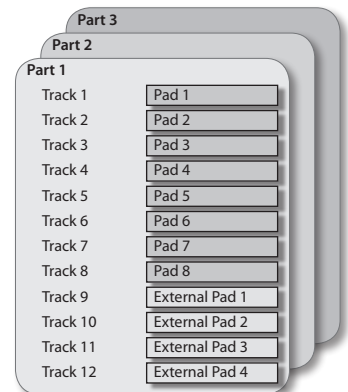 Part 3
Part 2
Part 1
Track 1 Pad 1
Track 2 Pad 2
Track 3 Pad 3
Track 4 Pad 4
Track 5 Pad 5
Track 6 Pad 6
Track 7 Pad 7
Track 8 Pad 8
Track 9 External Pad 1
Track 10 External Pad 2
Track 11 External Pad 3
Track 12 External Pad 4